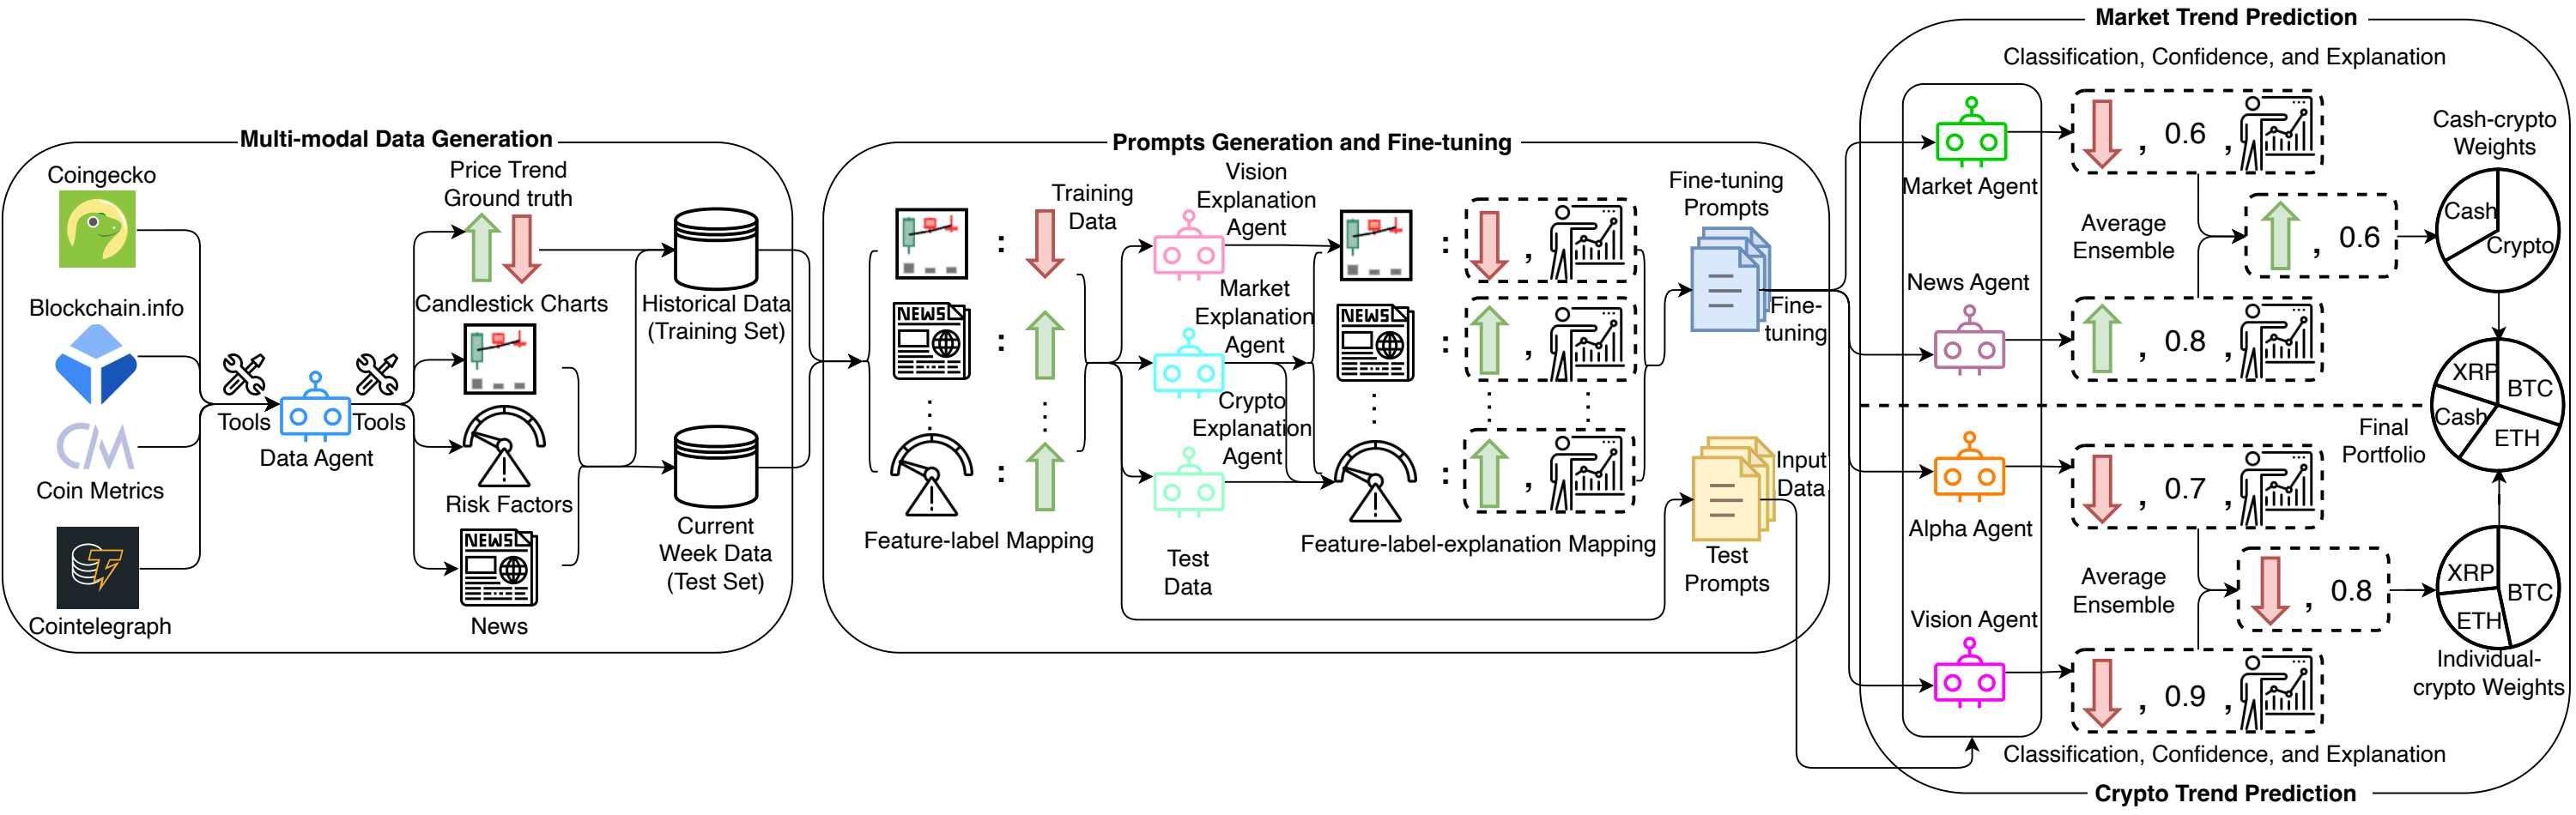 Multi-modal Data Generation
Coingecko
Blockchain.info
CM
Coin Metrics
Cointelegraph
Tools
Data Agent
Tools
Price Trend
Ground truth
Candlestick Charts
Risk Factors
NEWS
News
Historical Data
(Training Set)
Current
Week Data
(Test Set)
Prompts Generation and Fine-tuning
:
NEWS
:
:
Feature-label Mapping
Training
Data
Vision
Explanation
Agent
Market
Explanation
Agent
Crypto
Explanation
Agent
Test
Data
: ,
NEWS
: ,
: ,
Feature-label-explanation Mapping
Fine-tuning
Prompts
Fine-
tuning
Test
Prompts
Input
Data
Market Trend Prediction
Classification, Confidence, and Explanation
Market Agent
, 0.6 ,
News Agent
, 0.8 ,
Average
Ensemble
, 0.6
Cash-crypto
Weights
Cash
Crypto
XRP
BTC
Cash
ETH
Final
Portfolio
Alpha Agent
, 0.7 ,
Vision Agent
, 0.9 ,
Average
Ensemble
, 0.8
XRP
BTC
ETH
Individual-
crypto Weights
Classification, Confidence, and Explanation
Crypto Trend Prediction